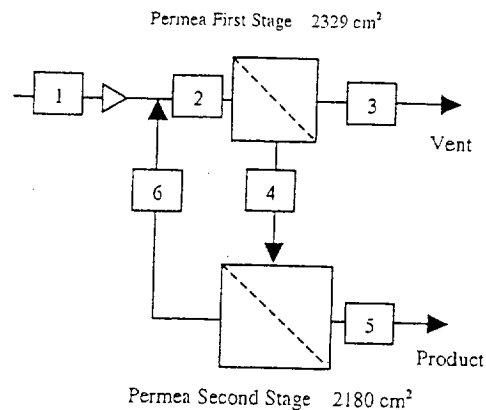 Permea First Stage 2329 cm²
1
2
3
Vent
6
4
5
Product
Permea Second Stage 2180 cm²